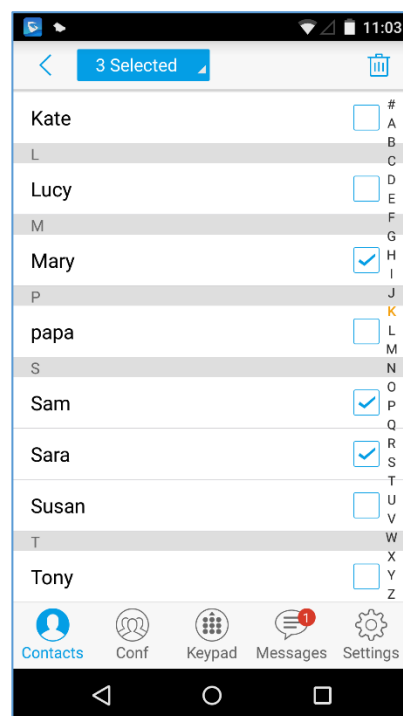 11:03
3 Selected
Kate
L
Lucy
M
Mary
P
papa
S
Sam
Sara
Susan
T
Tony
#
A
B
C
D
E
F
G
H
I
J
K
L
M
N
O
P
Q
R
S
T
U
V
W
X
Y
Z
1
Contacts Conf Keypad Messages Settings